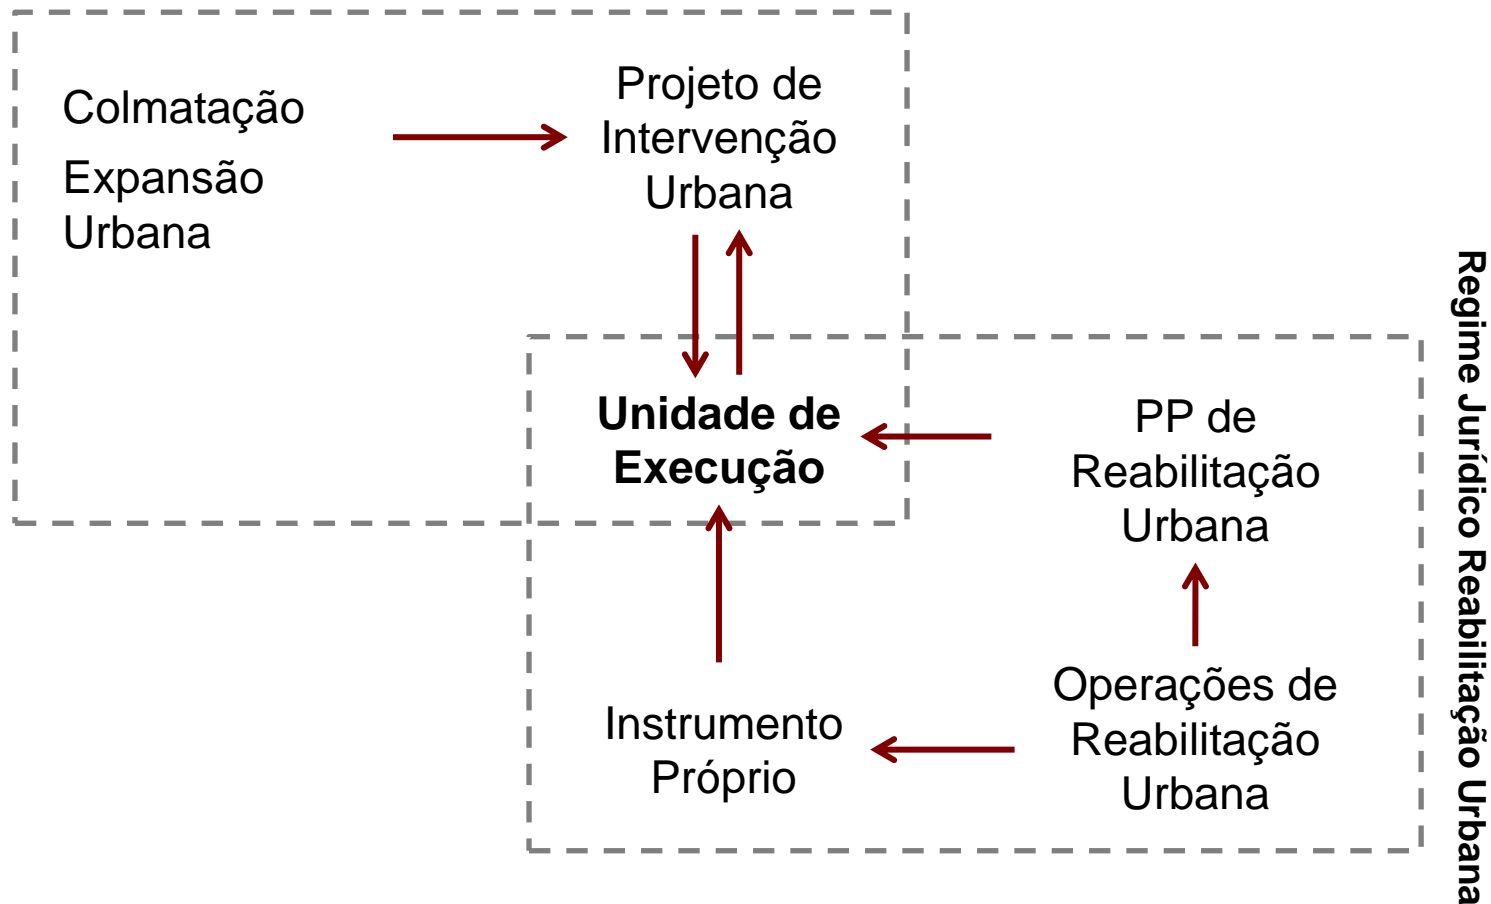 Colmatação
Expansão
Urbana
Projeto de
Intervenção
Urbana
Unidade de
Execução
PP de
Reabilitação
Urbana
Instrumento
Próprio
Operações de
Reabilitação
Urbana
Regime Jurídico Reabilitação Urbana